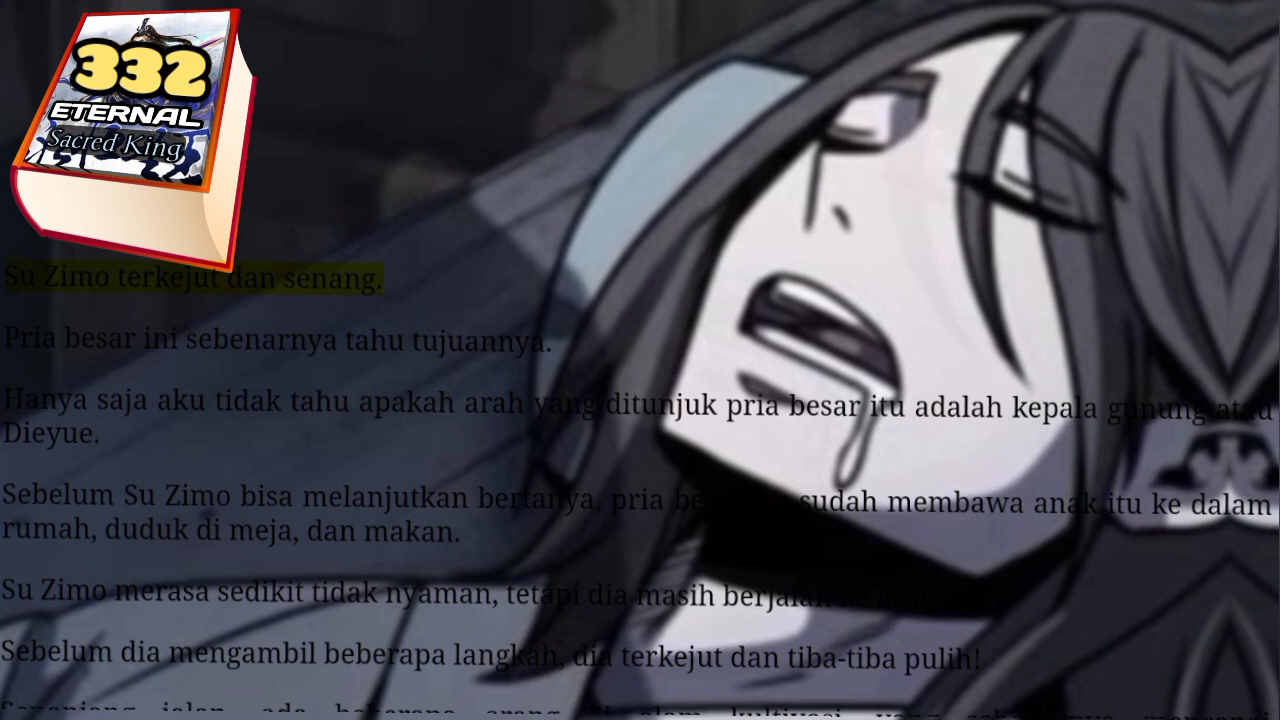 332
ETERNAL
Sacred King
Su Zimo terkejut dan senang.
Pria besar ini sebenarnya tahu tujuannya.
Hanya saja aku tidak tahu apakah arah yang ditunjuk pria besar itu adalah kepala gunung atau
Dieyue.
Sebelum Su Zimo bisa melanjutkan bertanya, pria sudah membawa anak itu ke dalam
rumah, duduk di meja, dan makan.
Su Zimo merasa sedikit tidak nyaman, tetapi dia masih berjalan ke arah
Sebelum dia mengambil beberapa langkah, dia terkejut dan tiba-tiba pulih!